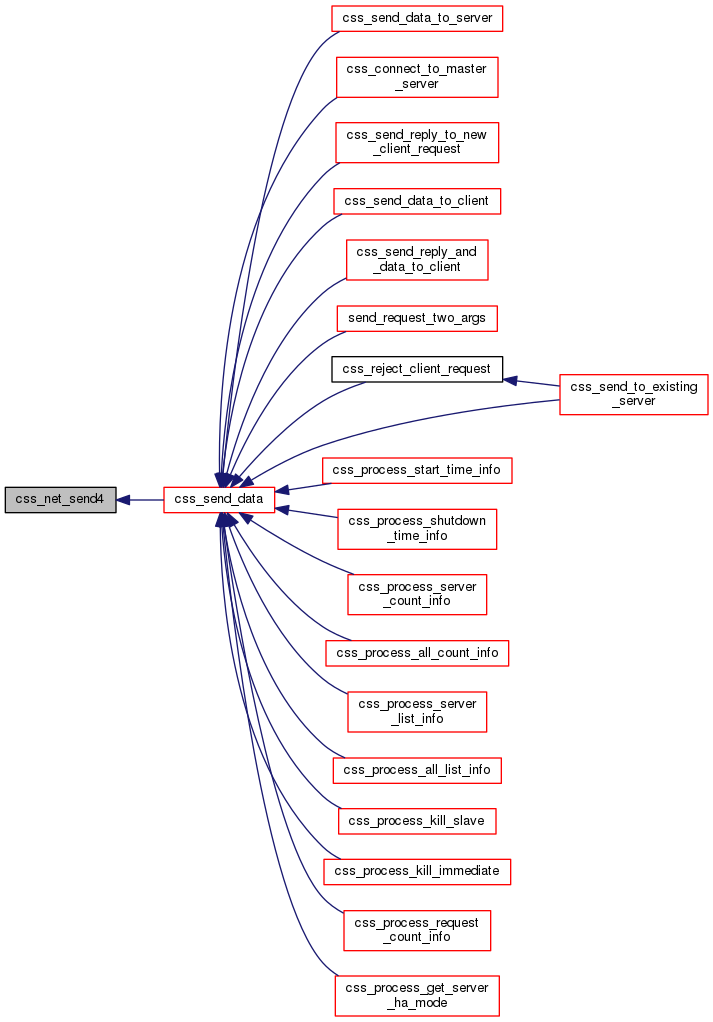 css_send_data_to_server
css_connect_to_master
_server
css_send_reply_to_new
_client_request
css_send_data_to_client
css_send_reply_and
_data_to_client
send_request_two_args
css_reject_client_request
css_send_to_existing
_server
css_process_start_time_info
css_net_send4
css_send_data
css_process_shutdown
_time_info
css_process_server
_count_info
css_process_all_count_info
css_process_server
_list_info
css_process_all_list_info
css_process_kill_slave
css_process_kill_immediate
css_process_request
_count_info
css_process_get_server
_ha_mode